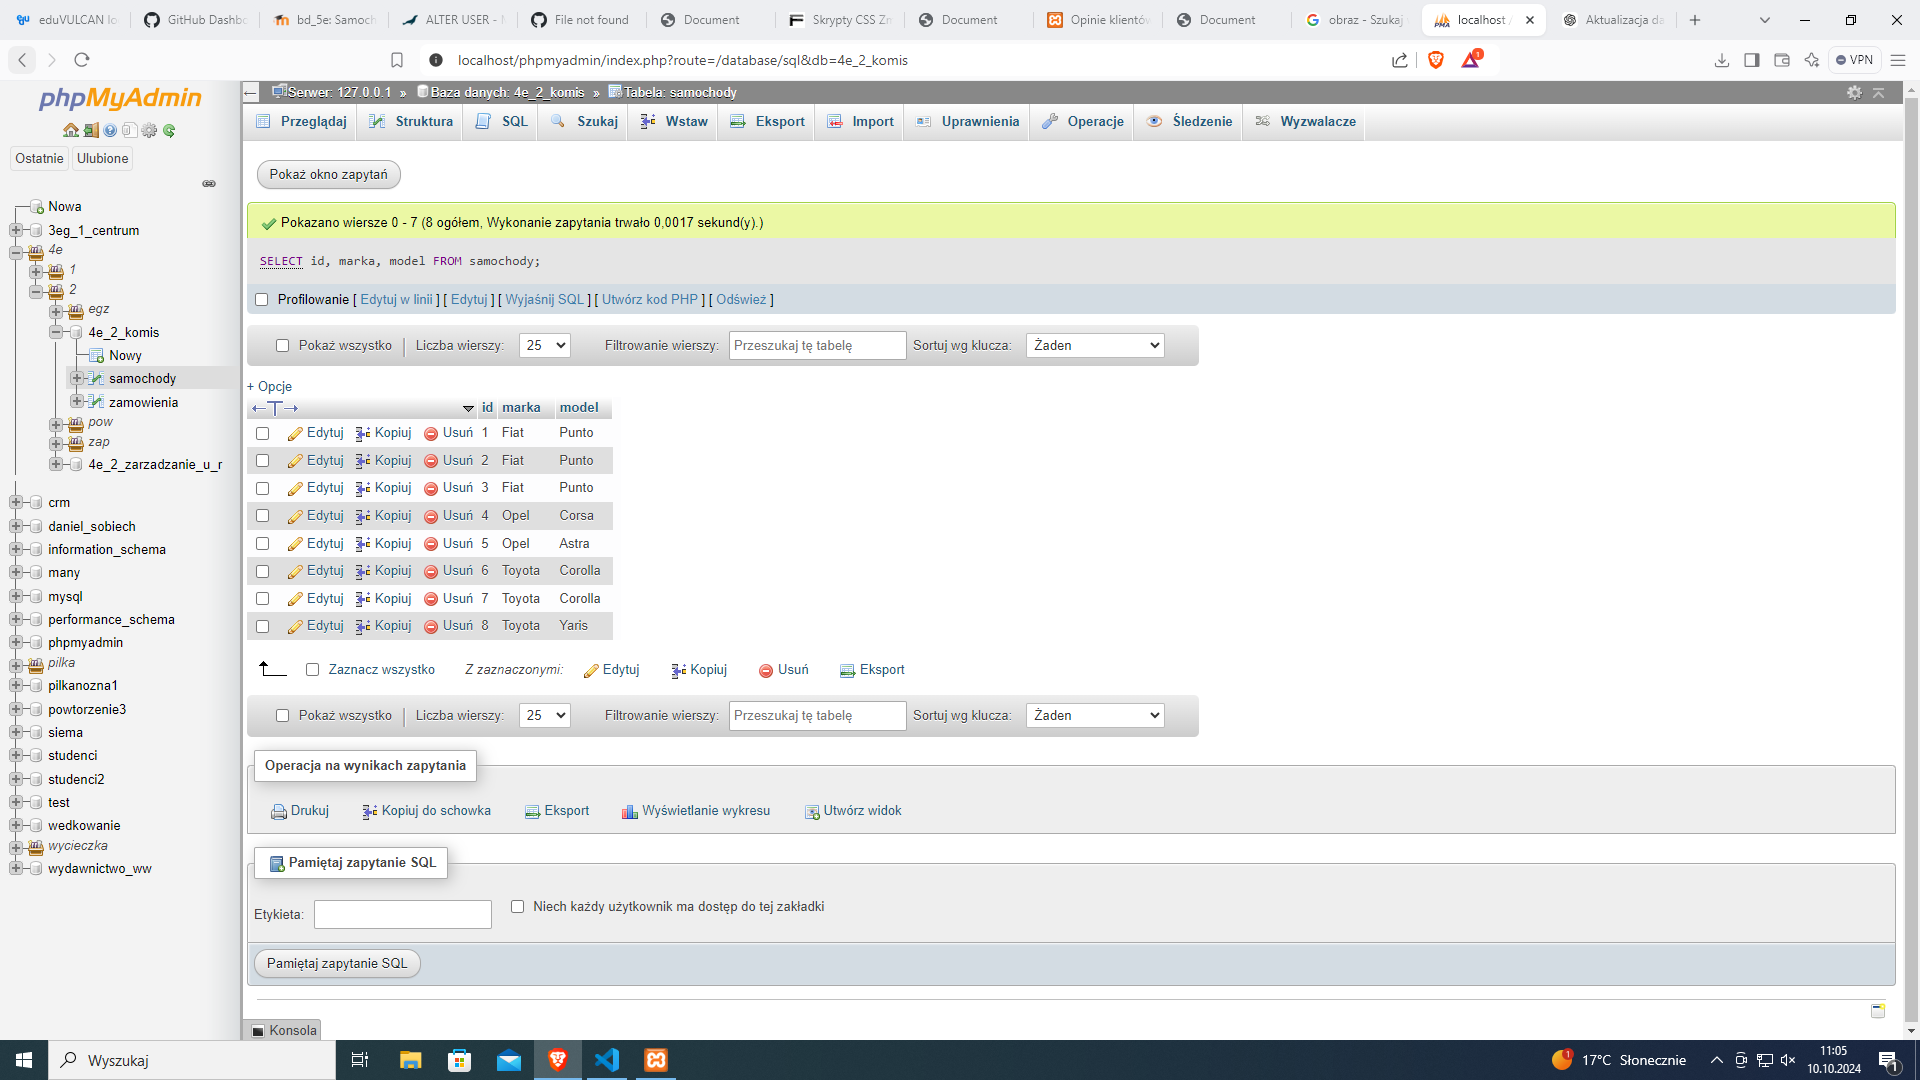 eduVULCAN lo
GitHub Dashbo
bd_5e: Samoch
ALTER USER - M
File not found
Document
Skrypty CSS Zn
Document
Opinie klientów
Document
obraz - Szukaj
localhost /
Aktualizacja da
localhost/phpmyadmin/index.php?route=/database/sql&db=4e_2_komis
1
VPN
phpMyAdmin
Ostatnie
Ulubione
Nowa
3eg_1_centrum
4e
1
2
egz
4e_2_komis
Nowy
samochody
zamowienia
pow
zap
4e_2_zarzadzanie_u_r
crm
daniel_sobiech
information_schema
many
mysql
performance_schema
phpmyadmin
pilka
pilkanozna1
powtorzenie3
siema
studenci
studenci2
test
wedkowanie
wycieczka
wydawnictwo_ww
Serwer: 127.0.0.1 » Baza danych: 4e_2_komis » Tabela: samochody
Przeglądaj Struktura SQL Szukaj Wstaw Eksport Import Uprawnienia Operacje Śledzenie Wyzwalacze
Pokaż okno zapytań
Pokazano wiersze 0 - 7 (8 ogółem, Wykonanie zapytania trwało 0,0017 sekund(y).)
SELECT id, marka, model FROM samochody;
Profilowanie [ Edytuj w linii ] [ Edytuj ] [ Wyjaśnij SQL ] [ Utwórz kod PHP ] [ Odśwież ]
Pokaż wszystko | Liczba wierszy: 25 Filtrowanie wierszy: Przeszukaj tę tabelę Sortuj wg klucza: Żaden
+ Opcje
←T→ id marka model
Edytuj Kopiuj Usuń 1 Fiat Punto
Edytuj Kopiuj Usuń 2 Fiat Punto
Edytuj Kopiuj Usuń 3 Fiat Punto
Edytuj Kopiuj Usuń 4 Opel Corsa
Edytuj Kopiuj Usuń 5 Opel Astra
Edytuj Kopiuj Usuń 6 Toyota Corolla
Edytuj Kopiuj Usuń 7 Toyota Corolla
Edytuj Kopiuj Usuń 8 Toyota Yaris
Zaznacz wszystko Z zaznaczonymi: Edytuj Kopiuj Usuń Eksport
Pokaż wszystko | Liczba wierszy: 25 Filtrowanie wierszy: Przeszukaj tę tabelę Sortuj wg klucza: Żaden
Operacja na wynikach zapytania
Drukuj Kopiuj do schowka Eksport Wyświetlanie wykresu Utwórz widok
Pamiętaj zapytanie SQL
Etykieta: Niech każdy użytkownik ma dostęp do tej zakładki
Pamiętaj zapytanie SQL
Konsola
Wyszukaj
1
17°C Słonecznie
11:05
10.10.2024
1